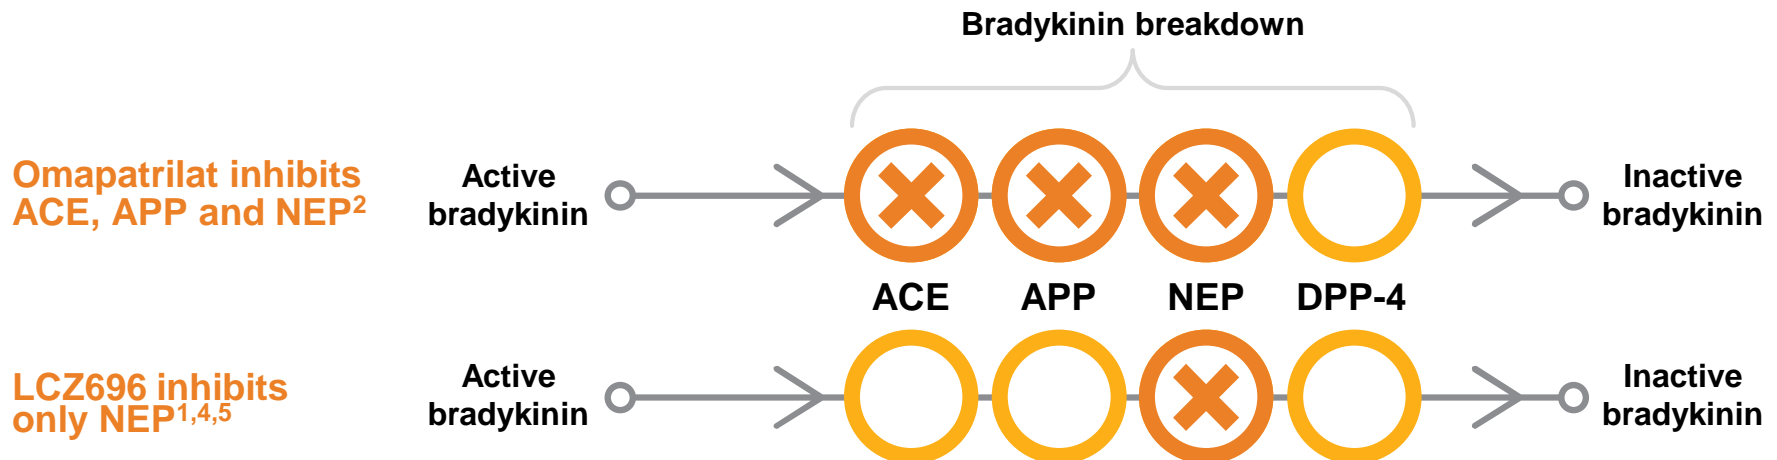 Bradykinin breakdown
Omapatrilat inhibits
ACE, APP and NEP²
Active
bradykinin
Inactive
bradykinin
ACE APP NEP DPP-4
LCZ696 inhibits
only NEP¹,⁴,⁵
Active
bradykinin
Inactive
bradykinin